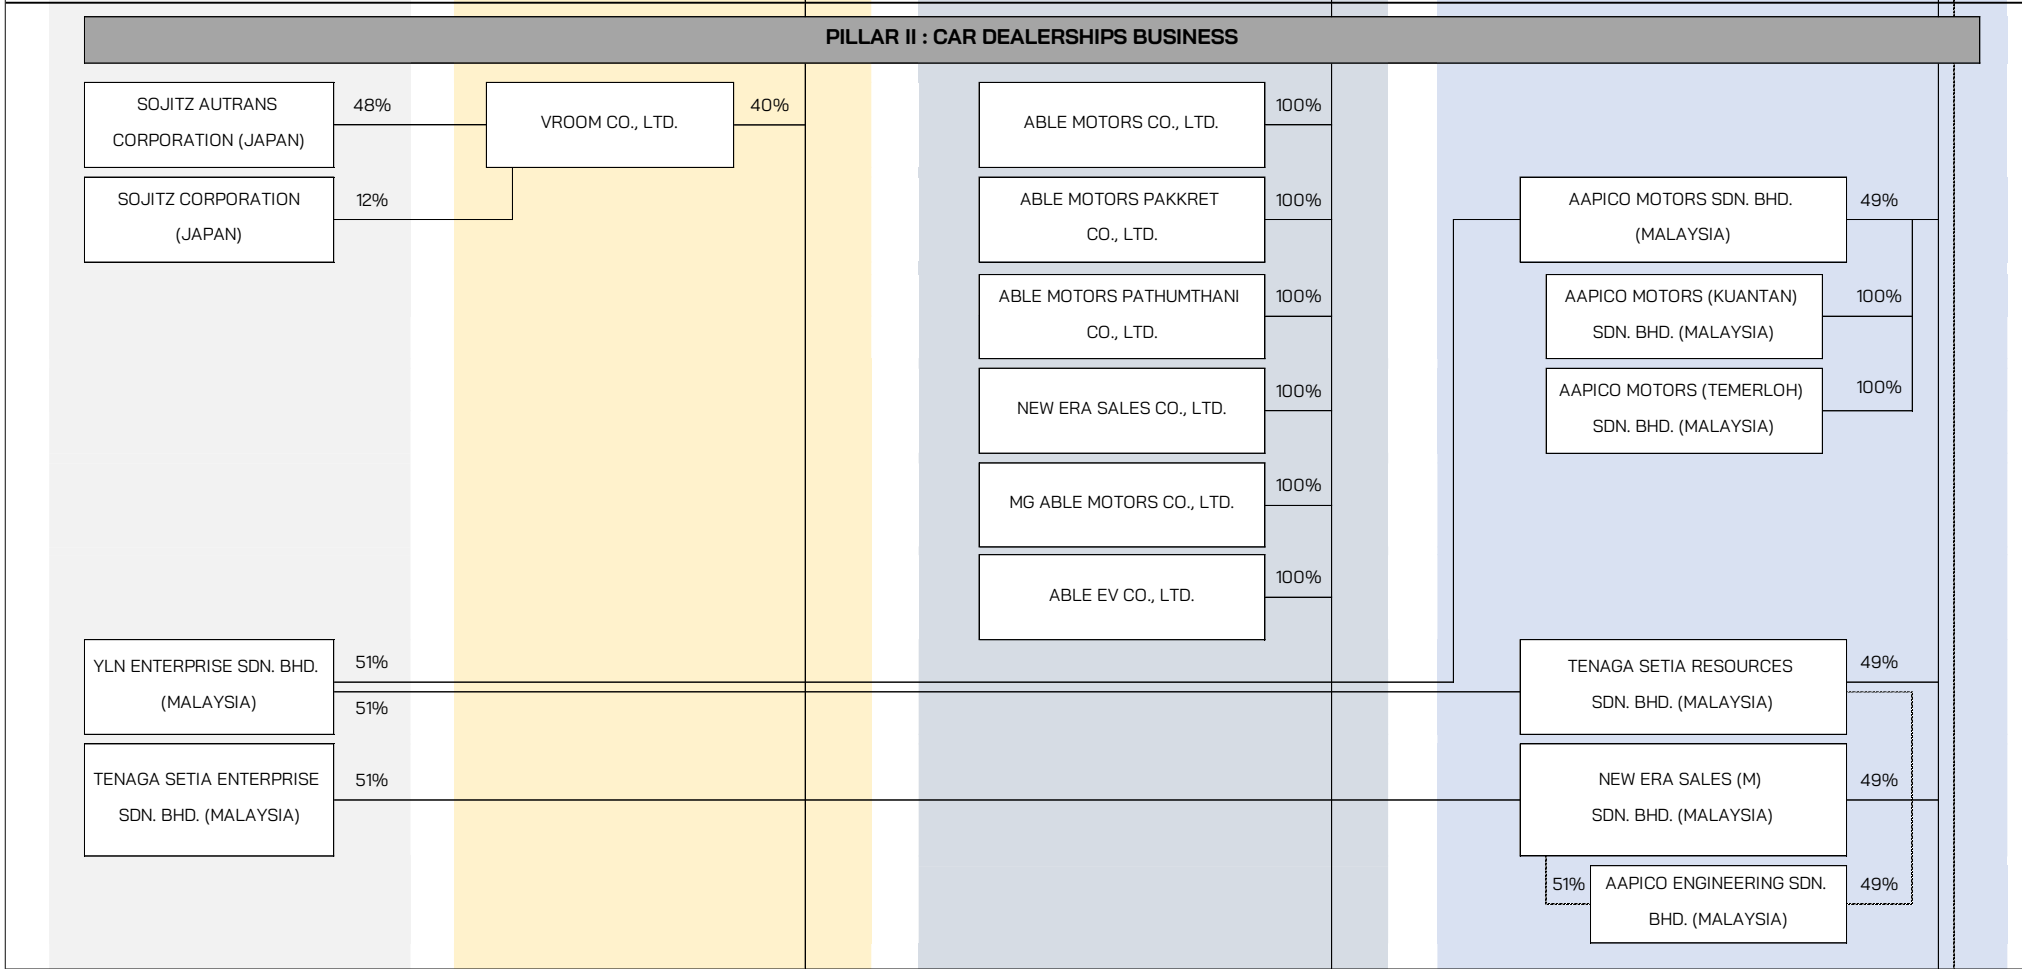 PILLAR II : CAR DEALERSHIPS BUSINESS
SOJITZ AUTRANS
CORPORATION (JAPAN)
48%
VROOM CO., LTD.
40%
ABLE MOTORS CO., LTD.
100%
SOJITZ CORPORATION
(JAPAN)
12%
ABLE MOTORS PAKKRET
CO., LTD.
100%
AAPICO MOTORS SDN. BHD.
(MALAYSIA)
49%
ABLE MOTORS PATHUMTHANI
CO., LTD.
100%
AAPICO MOTORS (KUANTAN)
SDN. BHD. (MALAYSIA)
100%
NEW ERA SALES CO., LTD.
100%
AAPICO MOTORS (TEMERLOH)
SDN. BHD. (MALAYSIA)
100%
MG ABLE MOTORS CO., LTD.
100%
ABLE EV CO., LTD.
100%
YLN ENTERPRISE SDN. BHD.
(MALAYSIA)
51%
51%
TENAGA SETIA RESOURCES
SDN. BHD. (MALAYSIA)
49%
TENAGA SETIA ENTERPRISE
SDN. BHD. (MALAYSIA)
51%
NEW ERA SALES (M)
SDN. BHD. (MALAYSIA)
49%
51%
AAPICO ENGINEERING SDN.
BHD. (MALAYSIA)
49%